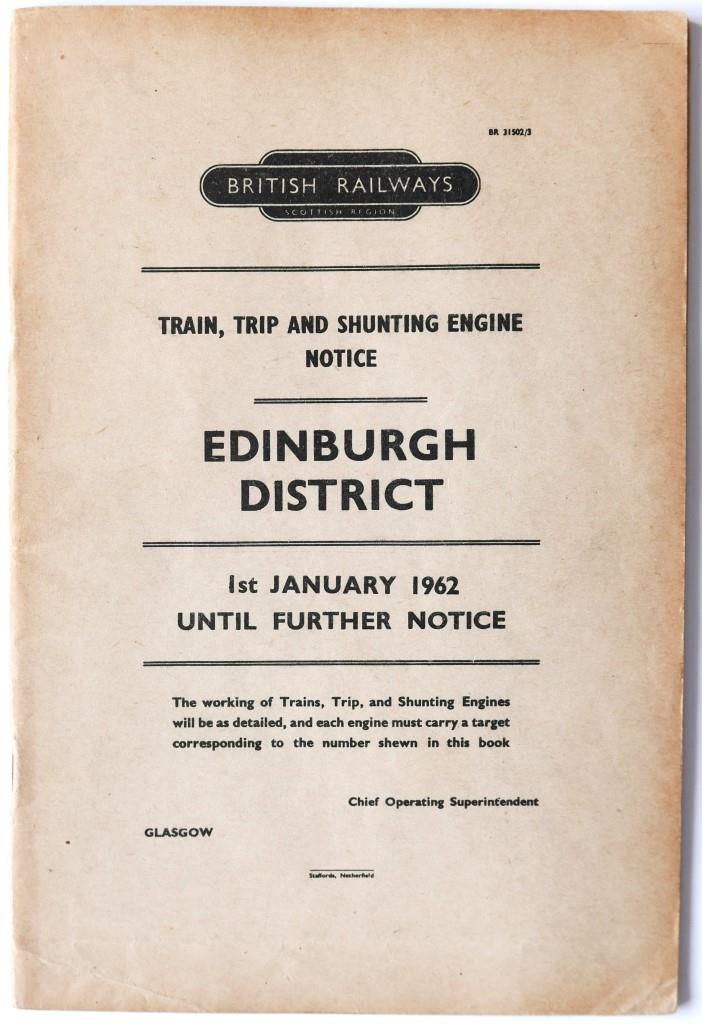 BR 31502/3
BRITISH RAILWAYS
SCOTTISH REGION
TRAIN, TRIP AND SHUNTING ENGINE
NOTICE
EDINBURGH
DISTRICT
1st JANUARY 1962
UNTIL FURTHER NOTICE
The working of Trains, Trip, and Shunting Engines
will be as detailed, and each engine must carry a target
corresponding to the number shewn in this book
Chief Operating Superintendent
GLASGOW
Staffords, Netherfield